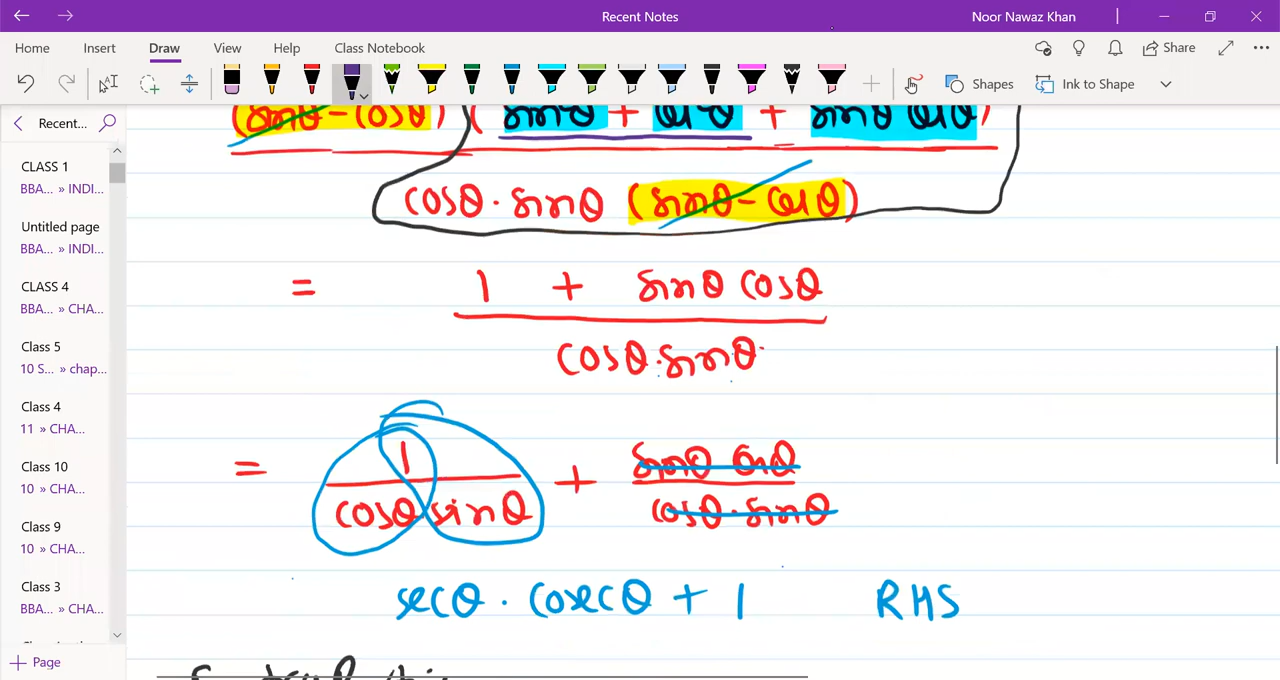 Recent Notes
Noor Nawaz Khan
Home Insert Draw View Help Class Notebook
Share
Shapes
Ink to Shape
Recent...
CLASS 1
BBA... » INDI...
Untitled page
BBA... » INDI...
CLASS 4
BBA... » CHA...
Class 5
10 S... » chap...
Class 4
11 » CHA...
Class 10
10 » CHA...
Class 9
10 » CHA...
Class 3
BBA... » CHA...
+ Page
(sinθ - cosθ) ( + + sinθ cosθ)
cosθ · sinθ (sinθ - cosθ)
= 1 + sinθ cosθ
cosθ · sinθ
= 1 + sinθ cosθ
cosθ sinθ cosθ · sinθ
secθ · cosecθ + 1 RHS